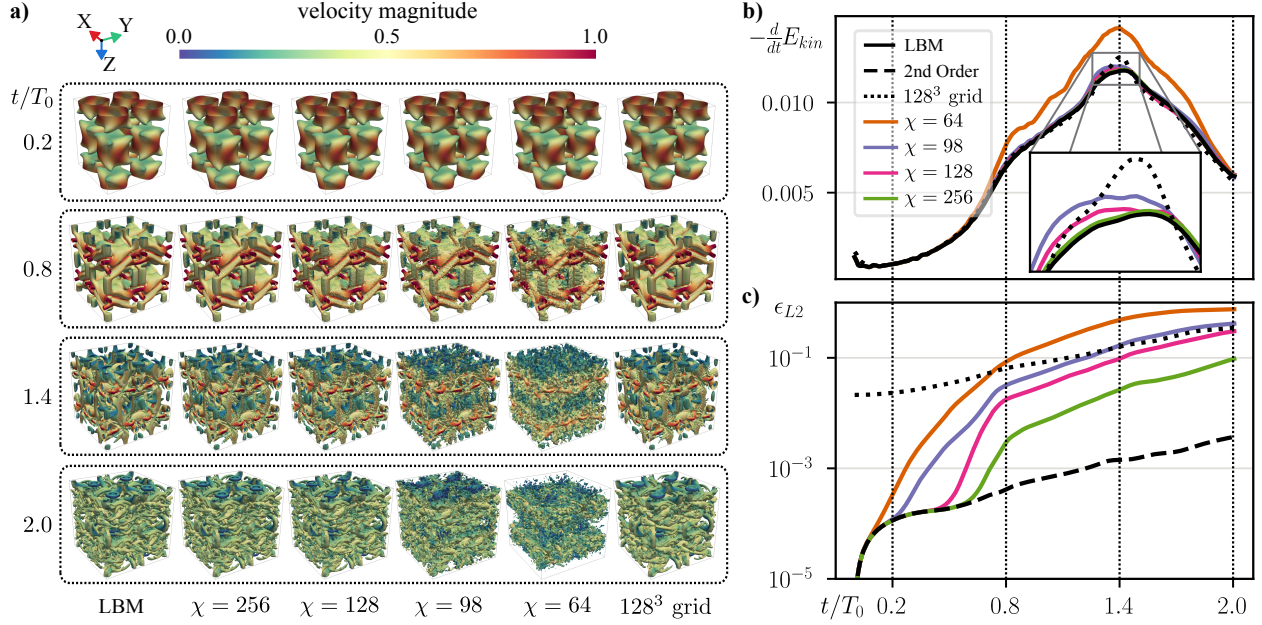 a)
velocity magnitude
X
Y
Z
0.0
0.5
1.0
t/T₀
0.2
0.8
1.4
2.0
LBM
χ = 256
χ = 128
χ = 98
χ = 64
128³ grid
b)
−d/dt E_kin
0.010
0.005
LBM
2nd Order
128³ grid
χ = 64
χ = 98
χ = 128
χ = 256
c)
ϵ_L2
10⁻¹
10⁻³
10⁻⁵
t/T₀
0.2
0.8
1.4
2.0